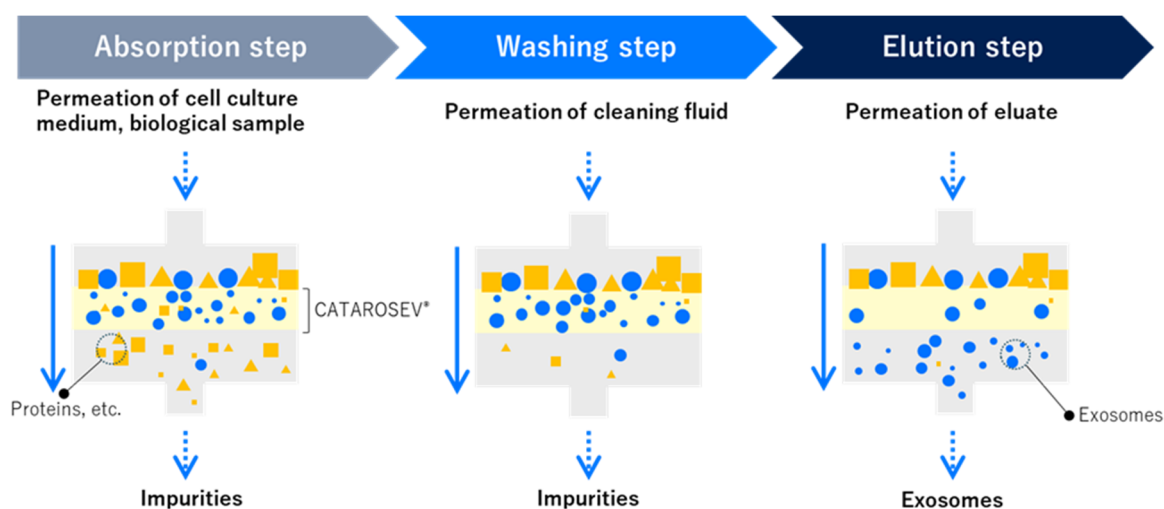 Absorption step
Washing step
Elution step
Permeation of cell culture
medium, biological sample
Permeation of cleaning fluid
Permeation of eluate
CATAROSEV®
Proteins, etc.
Exosomes
Impurities
Impurities
Exosomes